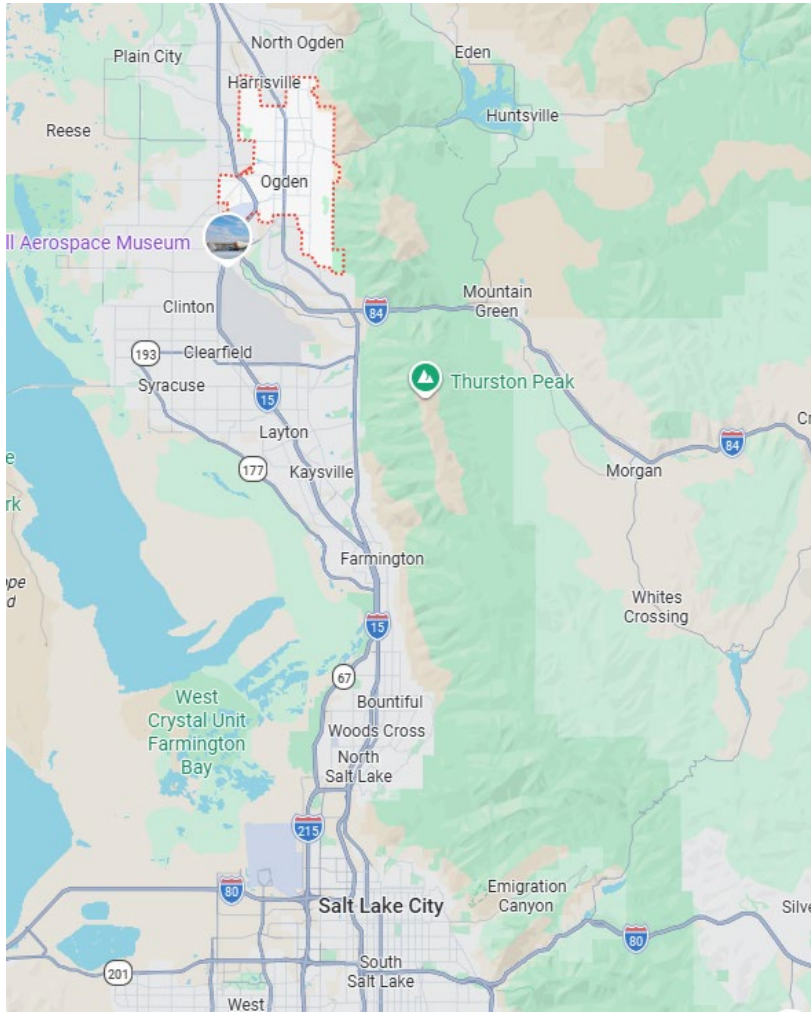 North Ogden
Plain City
Eden
Harrisville
Huntsville
Reese
Ogden
ll Aerospace Museum
Mountain
Green
Clinton
84
193
Clearfield
Thurston Peak
Syracuse
15
Layton
84
177
Kaysville
Morgan
Farmington
Whites
Crossing
15
67
West
Crystal Unit
Farmington
Bay
Bountiful
Woods Cross
North
Salt Lake
215
80
Emigration
Canyon
Salt Lake City
Silve
80
South
Salt Lake
201
West